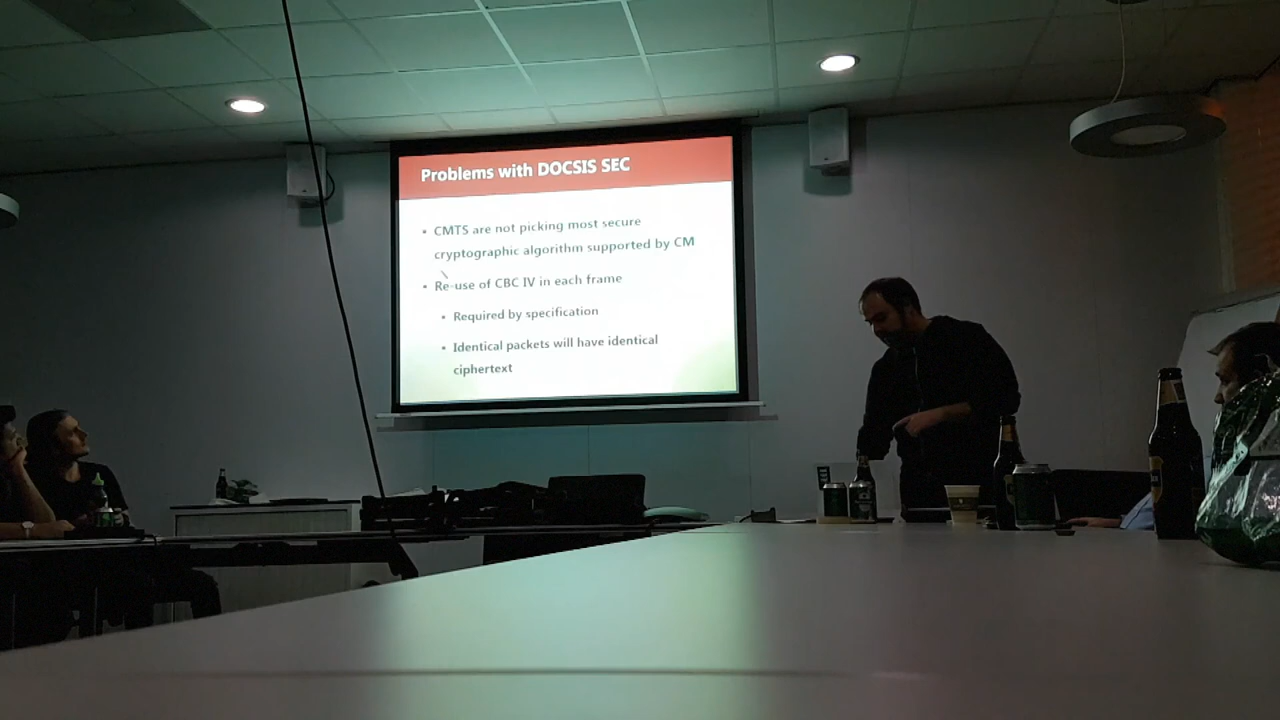 Problems with DOCSIS SEC
CMTS are not picking most secure
cryptographic algorithm supported by CM
Re-use of CBC IV in each frame
Required by specification
Identical packets will have identical
ciphertext